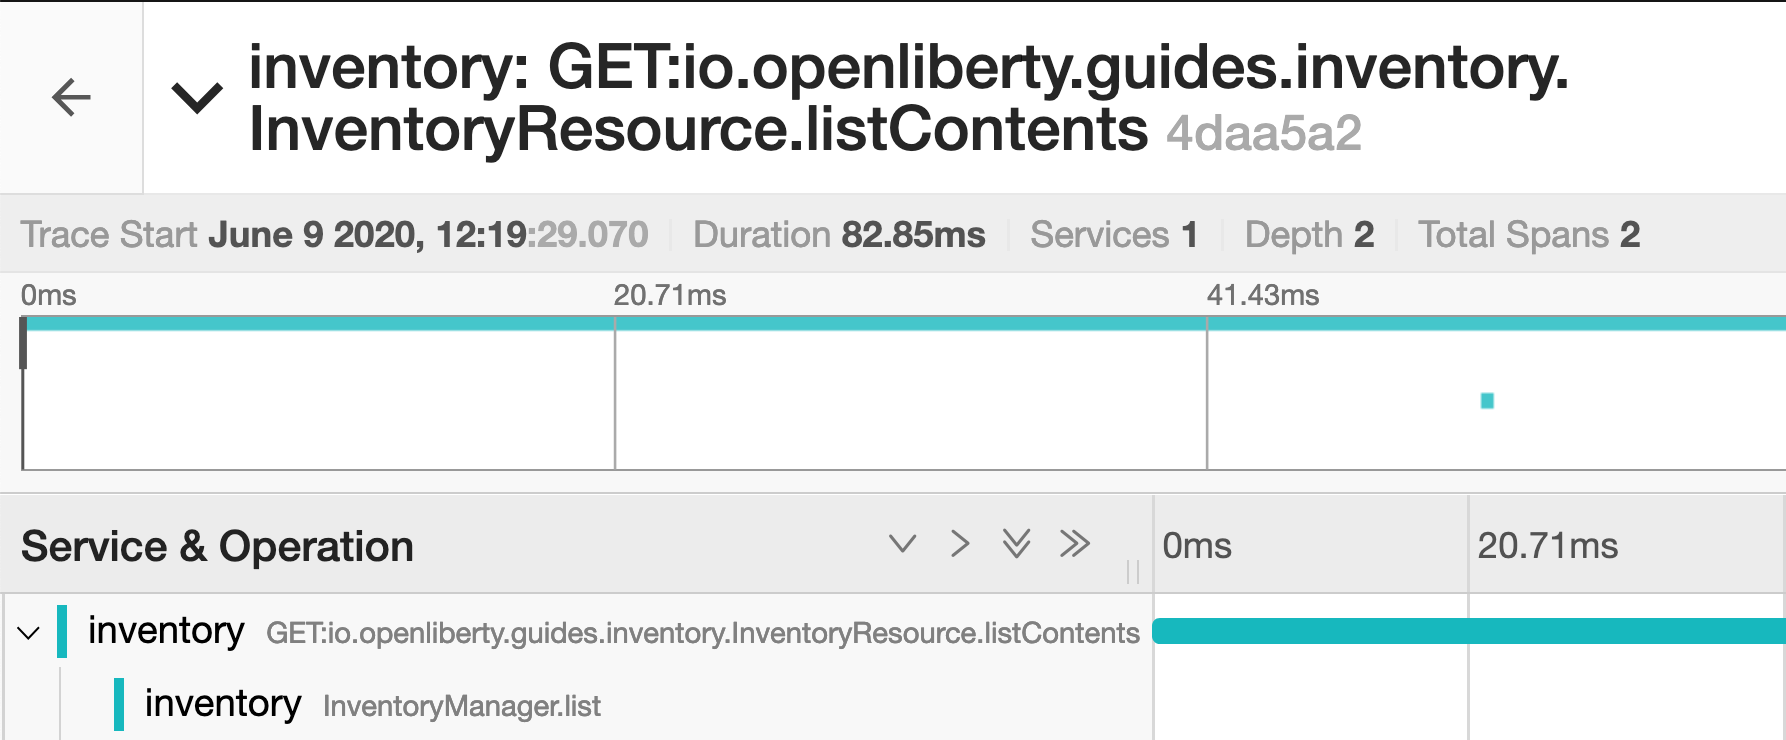 inventory: GET:io.openliberty.guides.inventory.
InventoryResource.listContents 4daa5a2
Trace Start June 9 2020, 12:19:29.070 Duration 82.85ms Services 1 Depth 2 Total Spans 2
0ms 20.71ms 41.43ms
Service & Operation 0ms 20.71ms
inventory GET:io.openliberty.guides.inventory.InventoryResource.listContents
inventory InventoryManager.list